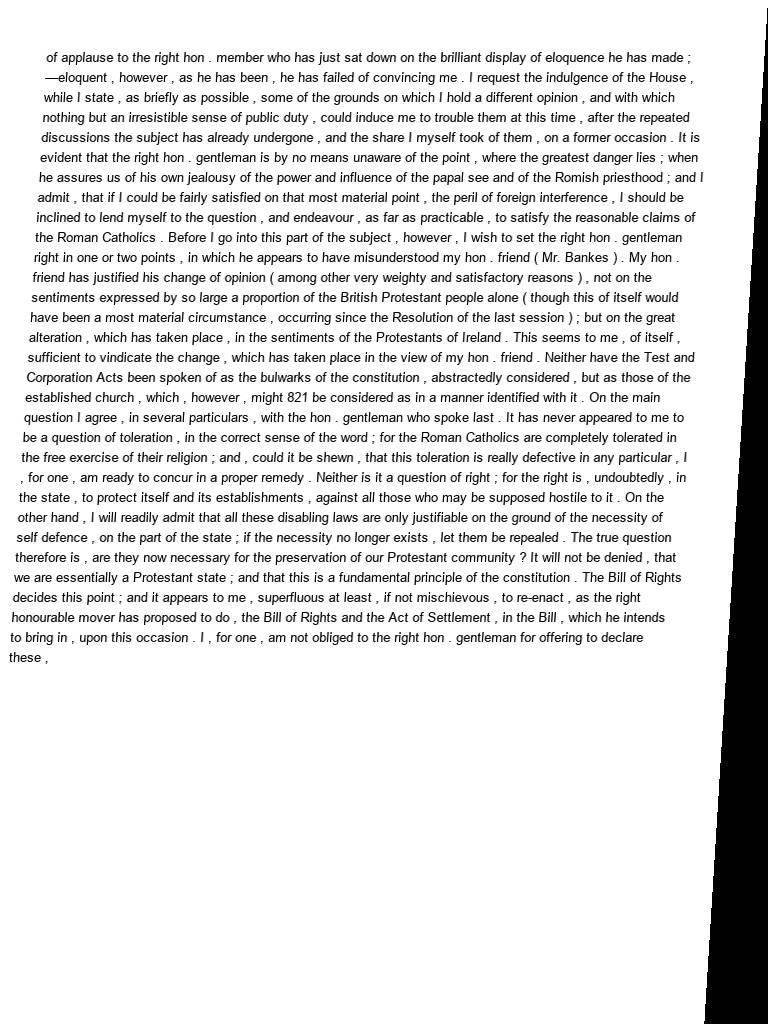 of applause to the right hon . member who has just sat down on the brilliant display of eloquence he has made ;
—eloquent , however , as he has been , he has failed of convincing me . I request the indulgence of the House ,
while I state , as briefly as possible , some of the grounds on which I hold a different opinion , and with which
nothing but an irresistible sense of public duty , could induce me to trouble them at this time , after the repeated
discussions the subject has already undergone , and the share I myself took of them , on a former occasion . It is
evident that the right hon . gentleman is by no means unaware of the point , where the greatest danger lies ; when
he assures us of his own jealousy of the power and influence of the papal see and of the Romish priesthood ; and I
admit , that if I could be fairly satisfied on that most material point , the peril of foreign interference , I should be
inclined to lend myself to the question , and endeavour , as far as practicable , to satisfy the reasonable claims of
the Roman Catholics . Before I go into this part of the subject , however , I wish to set the right hon . gentleman
right in one or two points , in which he appears to have misunderstood my hon . friend ( Mr. Bankes ) . My hon .
friend has justified his change of opinion ( among other very weighty and satisfactory reasons ) , not on the
sentiments expressed by so large a proportion of the British Protestant people alone ( though this of itself would
have been a most material circumstance , occurring since the Resolution of the last session ) ; but on the great
alteration , which has taken place , in the sentiments of the Protestants of Ireland . This seems to me , of itself ,
sufficient to vindicate the change , which has taken place in the view of my hon . friend . Neither have the Test and
Corporation Acts been spoken of as the bulwarks of the constitution , abstractedly considered , but as those of the
established church , which , however , might 821 be considered as in a manner identified with it . On the main
question I agree , in several particulars , with the hon . gentleman who spoke last . It has never appeared to me to
be a question of toleration , in the correct sense of the word ; for the Roman Catholics are completely tolerated in
the free exercise of their religion ; and , could it be shewn , that this toleration is really defective in any particular , I
, for one , am ready to concur in a proper remedy . Neither is it a question of right ; for the right is , undoubtedly , in
the state , to protect itself and its establishments , against all those who may be supposed hostile to it . On the
other hand , I will readily admit that all these disabling laws are only justifiable on the ground of the necessity of
self defence , on the part of the state ; if the necessity no longer exists , let them be repealed . The true question
therefore is , are they now necessary for the preservation of our Protestant community ? It will not be denied , that
we are essentially a Protestant state ; and that this is a fundamental principle of the constitution . The Bill of Rights
decides this point ; and it appears to me , superfluous at least , if not mischievous , to re-enact , as the right
honourable mover has proposed to do , the Bill of Rights and the Act of Settlement , in the Bill , which he intends
to bring in , upon this occasion . I , for one , am not obliged to the right hon . gentleman for offering to declare
these ,